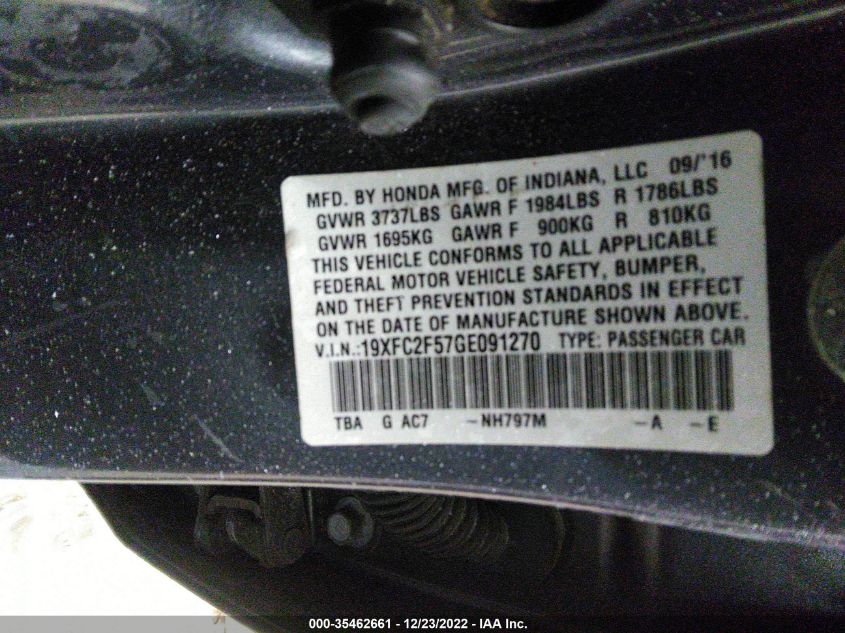 MFD. BY HONDA MFG. OF INDIANA, LLC 09/'16
GVWR 3737LBS GAWR F 1984LBS R 1786LBS
GVWR 1695KG GAWR F 900KG R 810KG
THIS VEHICLE CONFORMS TO ALL APPLICABLE
FEDERAL MOTOR VEHICLE SAFETY, BUMPER,
AND THEFT PREVENTION STANDARDS IN EFFECT
ON THE DATE OF MANUFACTURE SHOWN ABOVE.
V.I.N.:19XFC2F57GE091270 TYPE: PASSENGER CAR
TBA G AC7 -NH797M -A -E
000-35462661 - 12/23/2022 - IAA Inc.